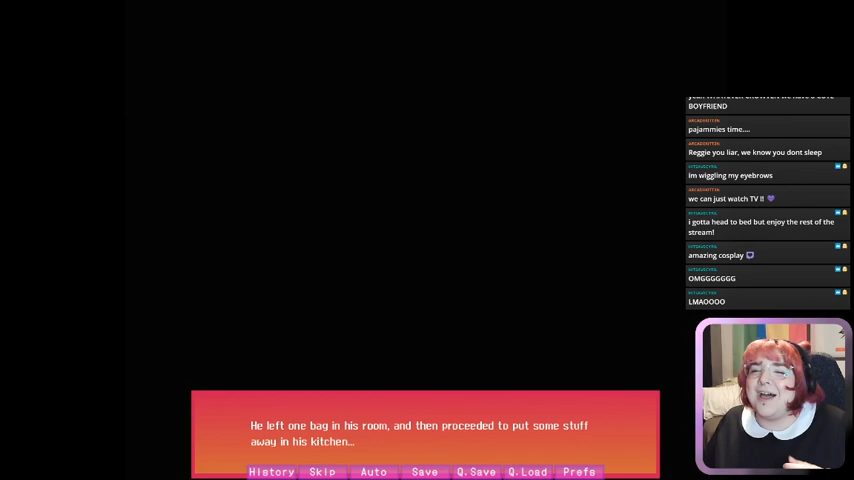 BOYFRIEND
pajammies time....
Reggie you liar, we know you dont sleep
im wiggling my eyebrows
we can just watch TV !!
i gotta head to bed but enjoy the rest of the
stream!
amazing cosplay
OMGGGGGGG
LMAOOOO
He left one bag in his room, and then proceeded to put some stuff
away in his kitchen...
History Skip Auto Save Q.Save Q.Load Prefs